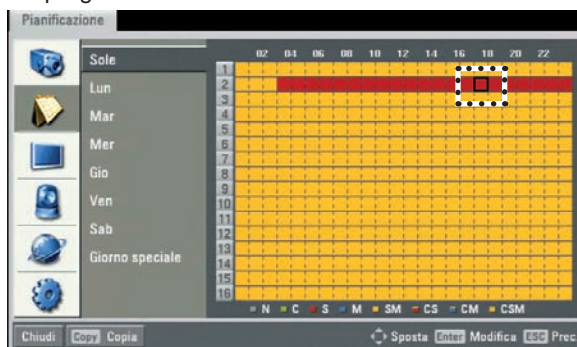 Pianificazione
02 04 06 08 10 12 14 16 18 20 22
Sole
Lun
Mar
Mer
Gio
Ven
Sab
Giorno speciale
1
2
3
4
5
6
7
8
9
10
11
12
13
14
15
16
N C S M SM CS CM CSM
Chiudi Copy Copia Sposta Enter Modifica ESC Prec